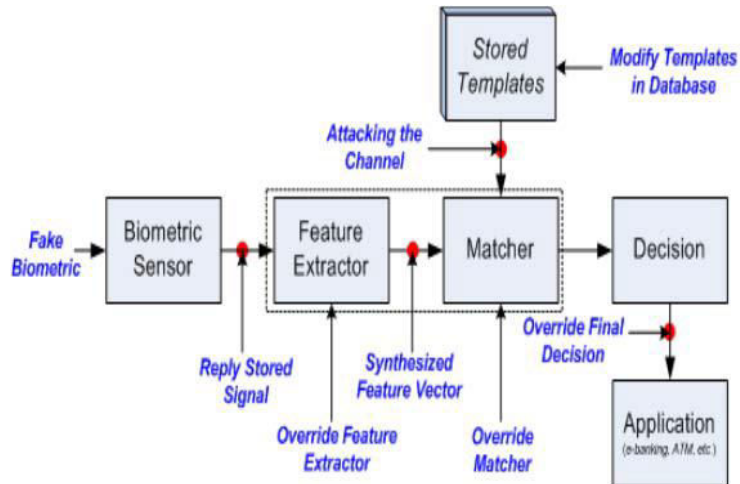 Stored
Templates
Modify Templates
in Database
Attacking the
Channel
Fake
Biometric
Biometric
Sensor
Feature
Extractor
Matcher
Decision
Reply Stored
Signal
Synthesized
Feature Vector
Override Final
Decision
Override Feature
Extractor
Override
Matcher
Application
(e-banking, ATM, etc.)